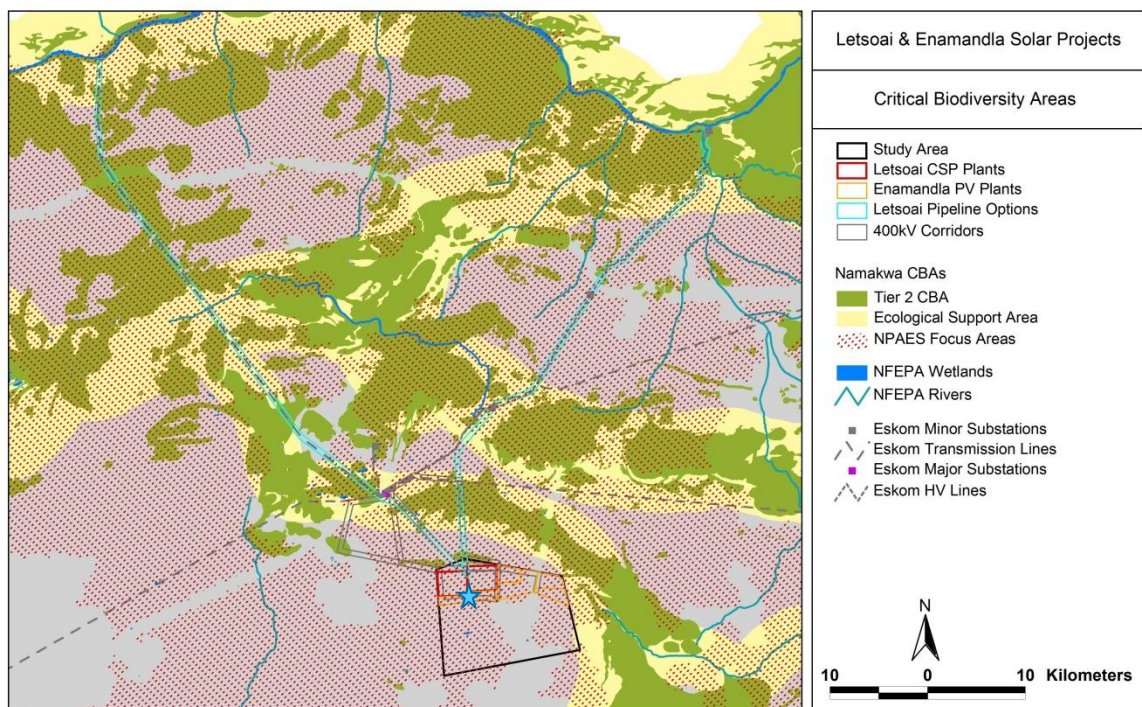 Letsoai & Enamandla Solar Projects
Critical Biodiversity Areas
Study Area
Letsoai CSP Plants
Enamandla PV Plants
Letsoai Pipeline Options
400kV Corridors
Namakwa CBAs
Tier 2 CBA
Ecological Support Area
NPAES Focus Areas
NFEPA Wetlands
NFEPA Rivers
Eskom Minor Substations
Eskom Transmission Lines
Eskom Major Substations
Eskom HV Lines
N
10 0 10 Kilometers